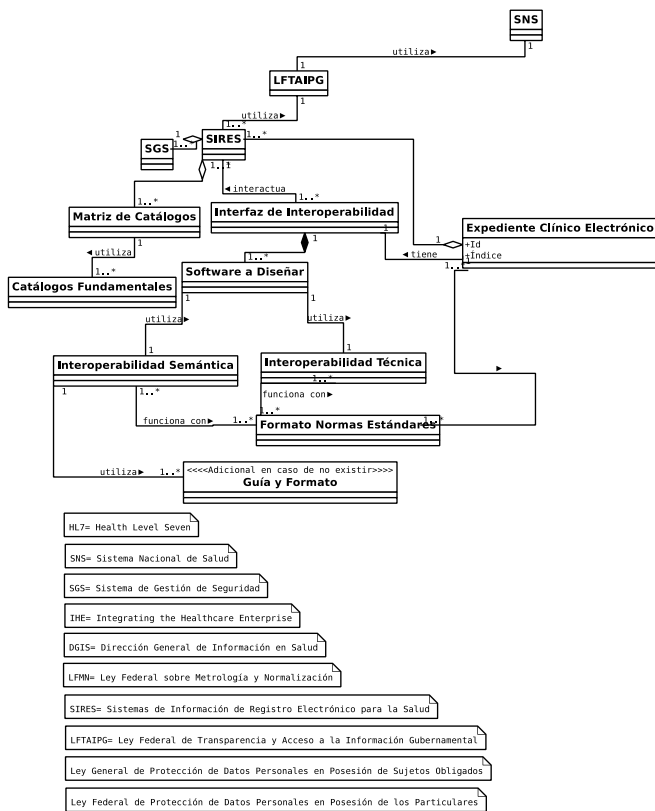 SNS
1
utiliza ►
1
LFTAIPG
1
utiliza ►
1..*
1
SIRES
1..*
SGS
1..*
1..*
◄ interactua
1..*
1..*
Matriz de Catálogos
Interfaz de Interoperabilidad
Expediente Clínico Electrónico
1
+Id
+Indice
1
1
1
◄ utiliza
◄ tiene
1..*
1
1..*
1..*
Catálogos Fundamentales
Software a Diseñar
1
1
utiliza ►
utiliza ►
1
1
Interoperabilidad Semántica
Interoperabilidad Técnica
►
1
1..*
1..*
funciona con ►
1..*
funciona con ►
1..*
Formato Normas Estándares
1..*
utiliza ►
1..*
<<<<Adicional en caso de no existir>>>>
Guía y Formato
HL7= Health Level Seven
SNS= Sistema Nacional de Salud
SGS= Sistema de Gestión de Seguridad
IHE= Integrating the Healthcare Enterprise
DGIS= Dirección General de Información en Salud
LFMN= Ley Federal sobre Metrología y Normalización
SIRES= Sistemas de Información de Registro Electrónico para la Salud
LFTAIPG= Ley Federal de Transparencia y Acceso a la Información Gubernamental
Ley General de Protección de Datos Personales en Posesión de Sujetos Obligados
Ley Federal de Protección de Datos Personales en Posesión de los Particulares